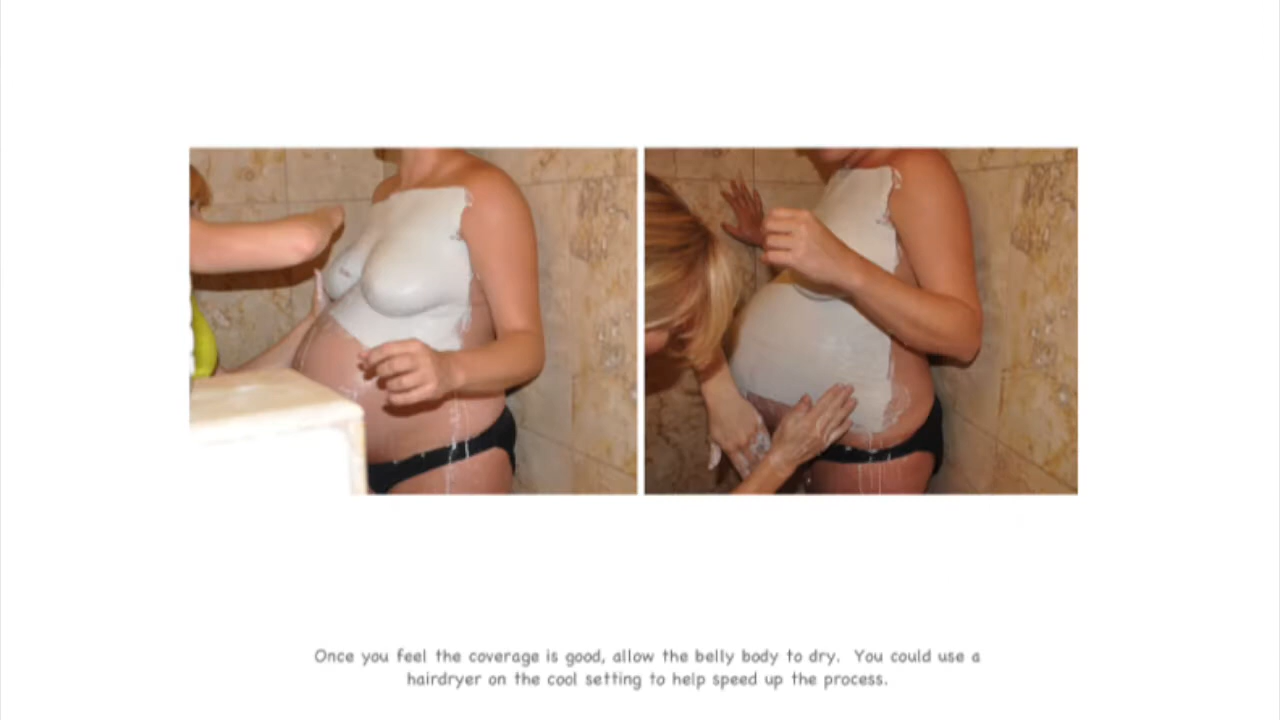 Once you feel the coverage is good, allow the belly body to dry.  You could use a
hairdryer on the cool setting to help speed up the process.